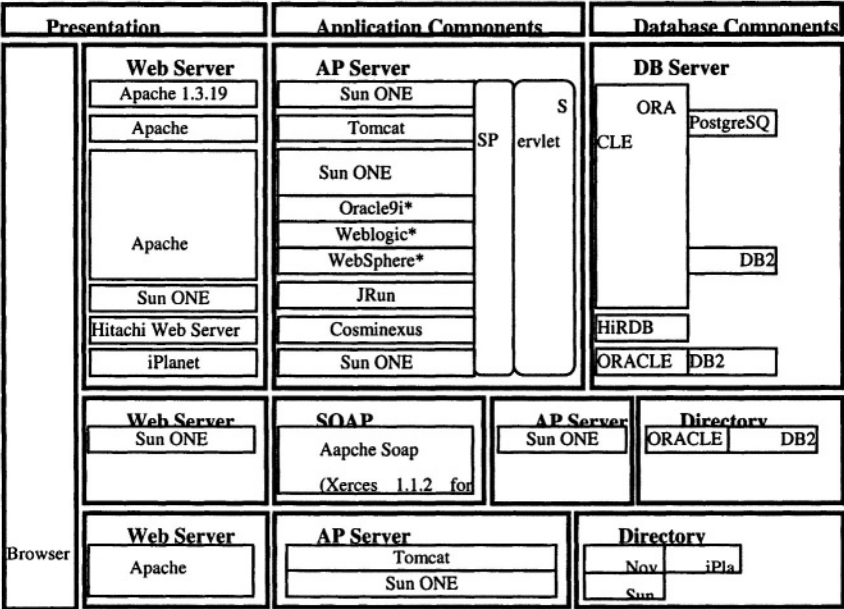 Presentation
Application Components
Database Components
Web Server
AP Server
DB Server
Apache 1.3.19
Sun ONE
S
ORA
PostgreSQ
Apache
Tomcat
SP
ervlet
CLE
Sun ONE
Oracle9i*
Weblogic*
Apache
WebSphere*
DB2
Sun ONE
JRun
Hitachi Web Server
Cosminexus
HiRDB
iPlanet
Sun ONE
ORACLE
DB2
Web Server
SOAP
AP Server
Directory
Sun ONE
Aapche Soap
(Xerces 1.1.2 for
Sun ONE
ORACLE
DB2
Web Server
AP Server
Directory
Browser
Apache
Tomcat
Sun ONE
Nov
iPla
Sun